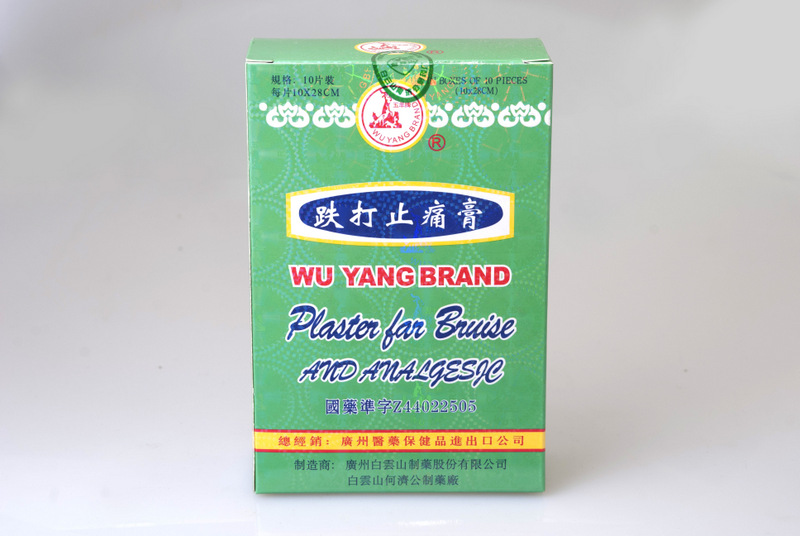 規格: 10片裝
每片10X28CM
BOXES OF 10 PIECES
(10x28CM)
五羊牌
WU YANG BRAND
®
跌打止痛膏
WU YANG BRAND
Plaster far Bruise
AND ANALGESIC
國藥準字Z44022505
總經銷: 廣州醫藥保健品進出口公司
制造商: 廣州白雲山制藥股份有限公司
白雲山何濟公制藥廠